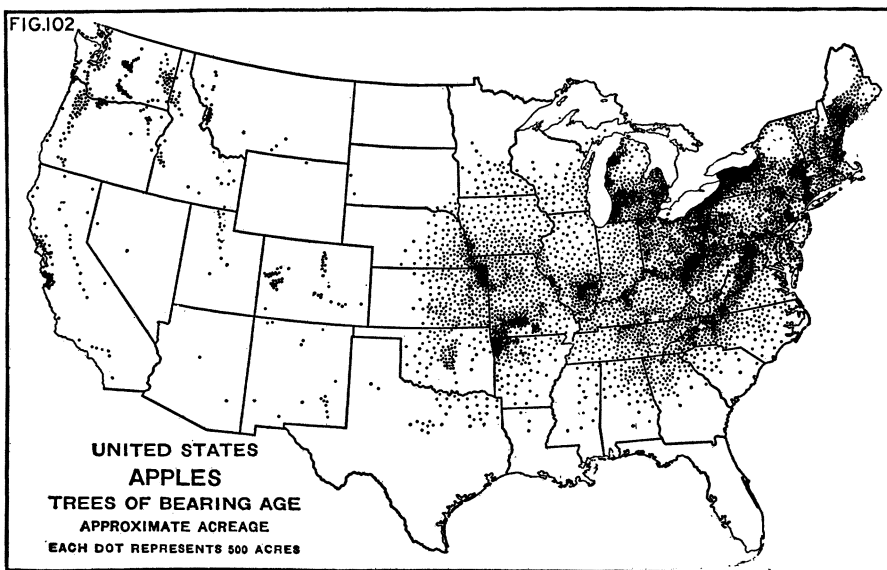 FIG.102
UNITED STATES
APPLES
TREES OF BEARING AGE
APPROXIMATE ACREAGE
EACH DOT REPRESENTS 500 ACRES